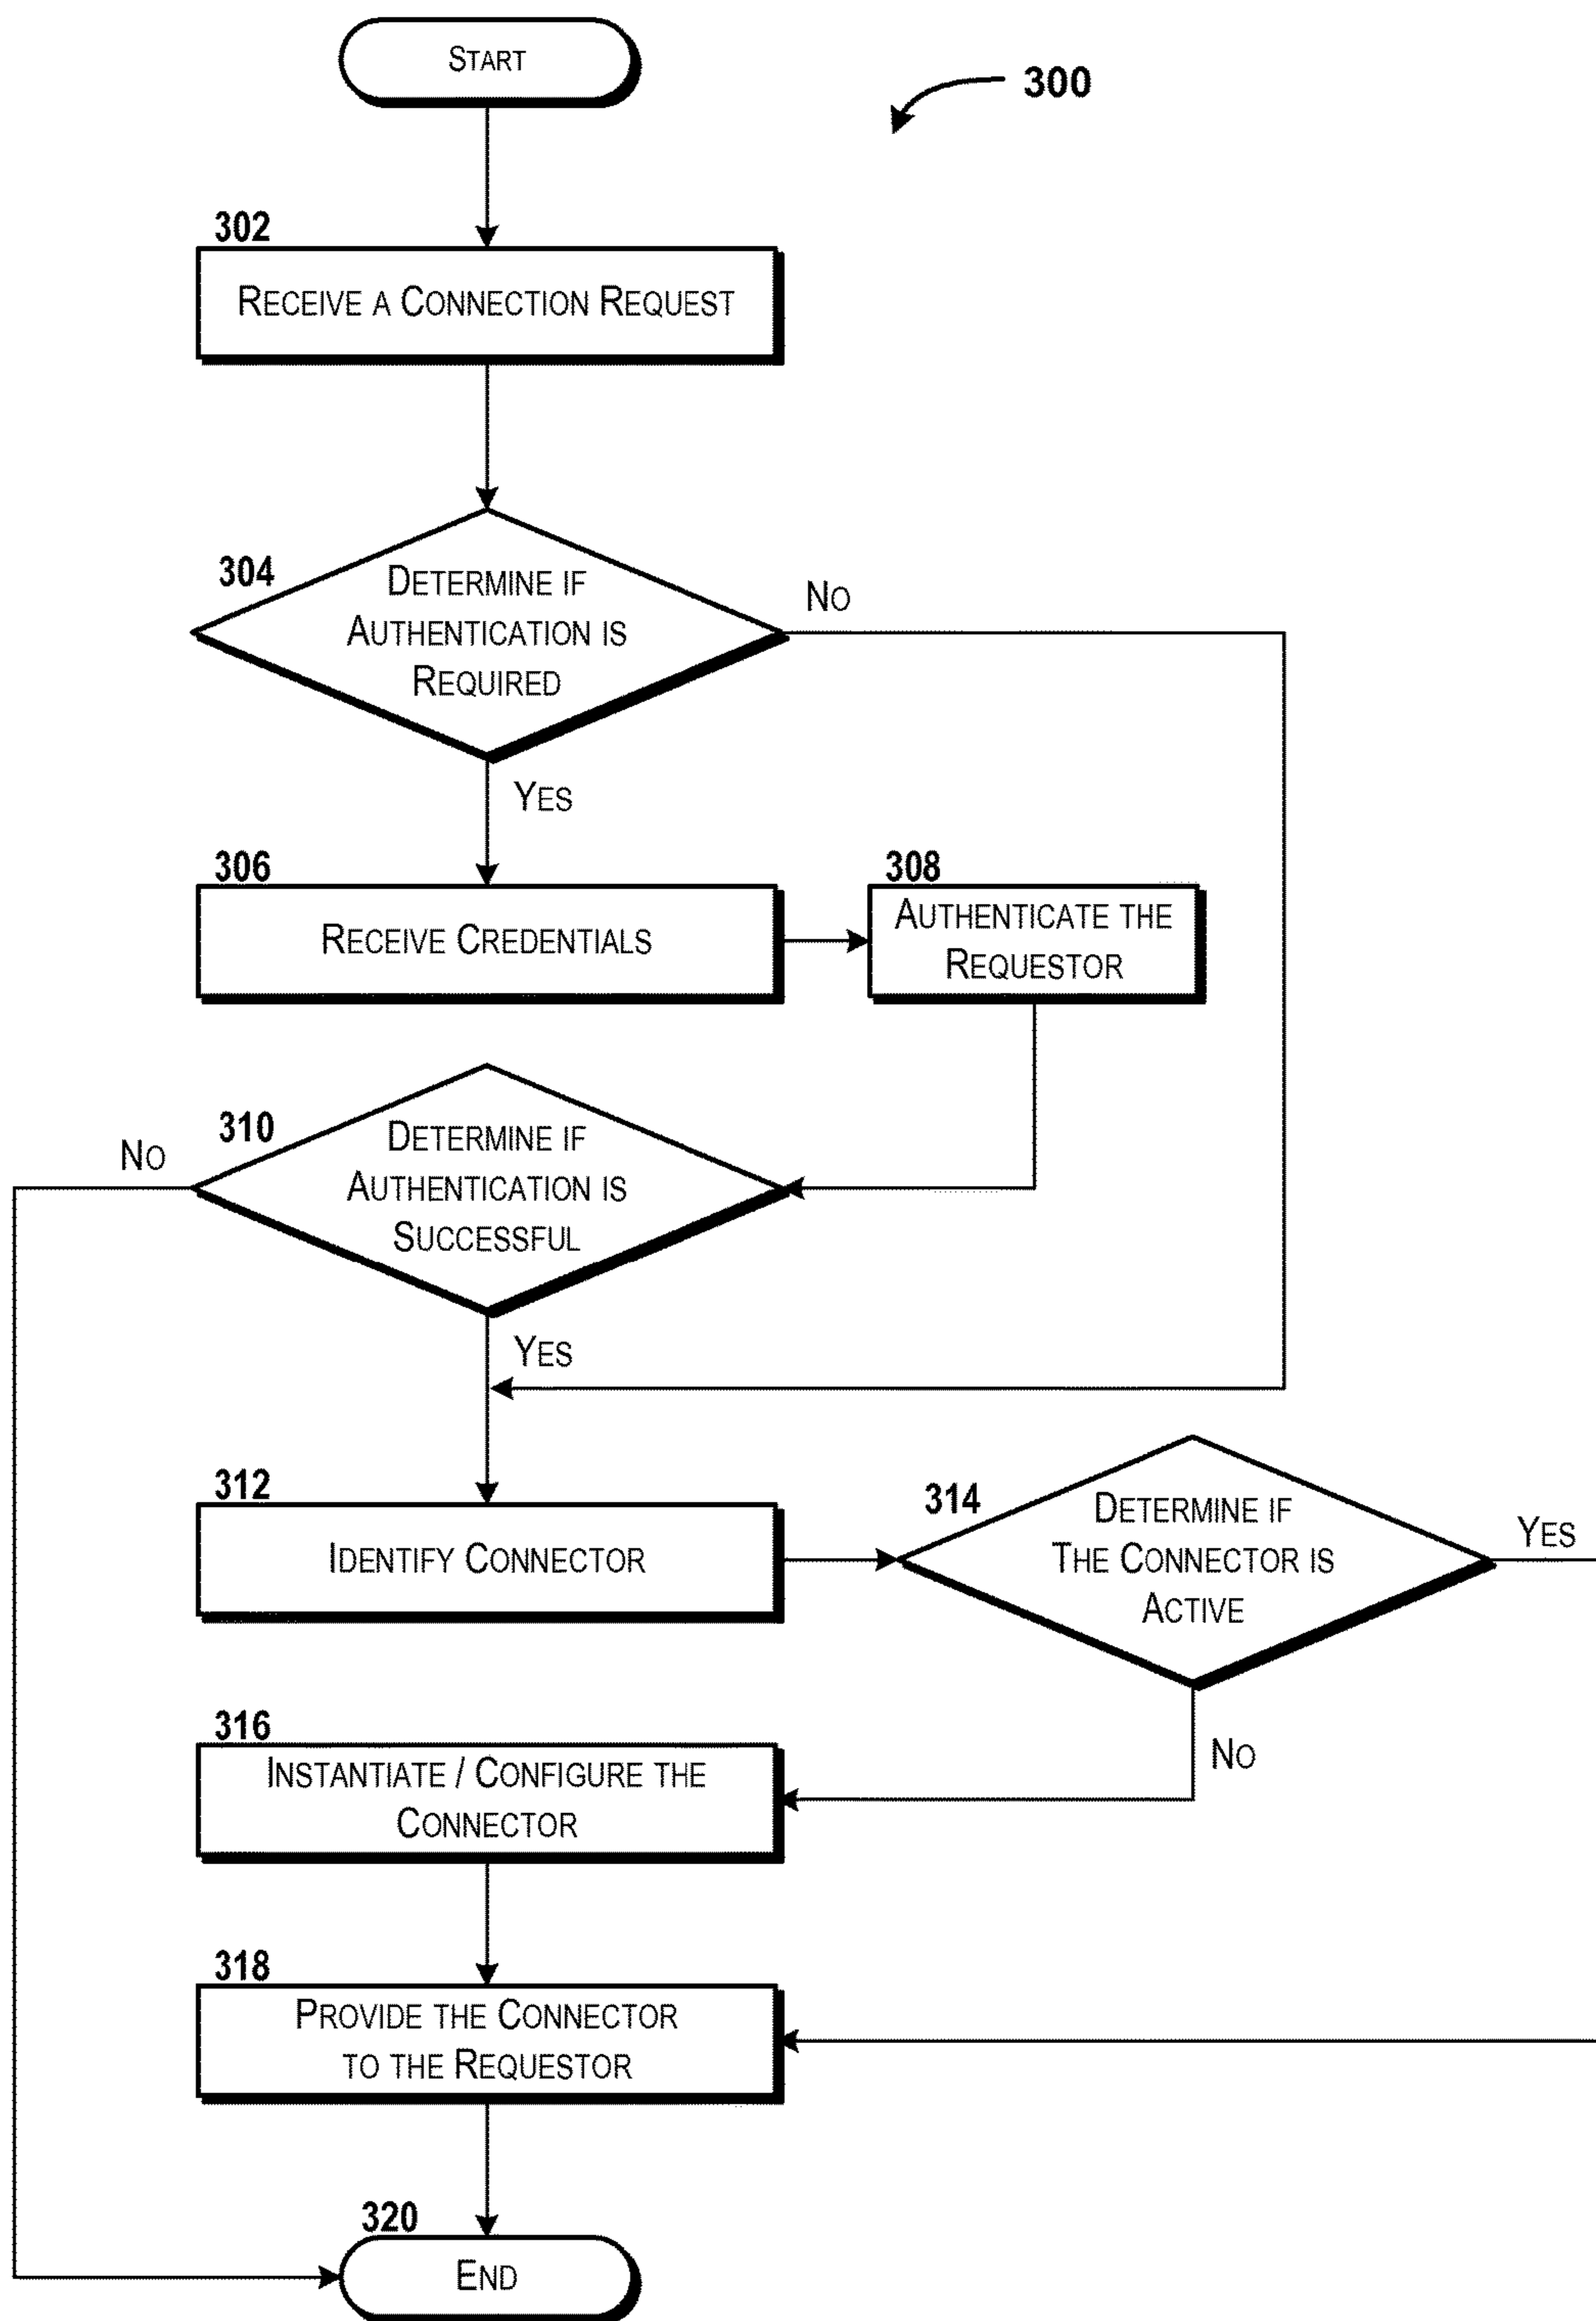 START
300
302
RECEIVE A CONNECTION REQUEST
304
DETERMINE IF
AUTHENTICATION IS
REQUIRED
NO
YES
306
RECEIVE CREDENTIALS
308
AUTHENTICATE THE
REQUESTOR
310
DETERMINE IF
AUTHENTICATION IS
SUCCESSFUL
NO
YES
312
IDENTIFY CONNECTOR
314
DETERMINE IF
THE CONNECTOR IS
ACTIVE
YES
NO
316
INSTANTIATE / CONFIGURE THE
CONNECTOR
318
PROVIDE THE CONNECTOR
TO THE REQUESTOR
320
END